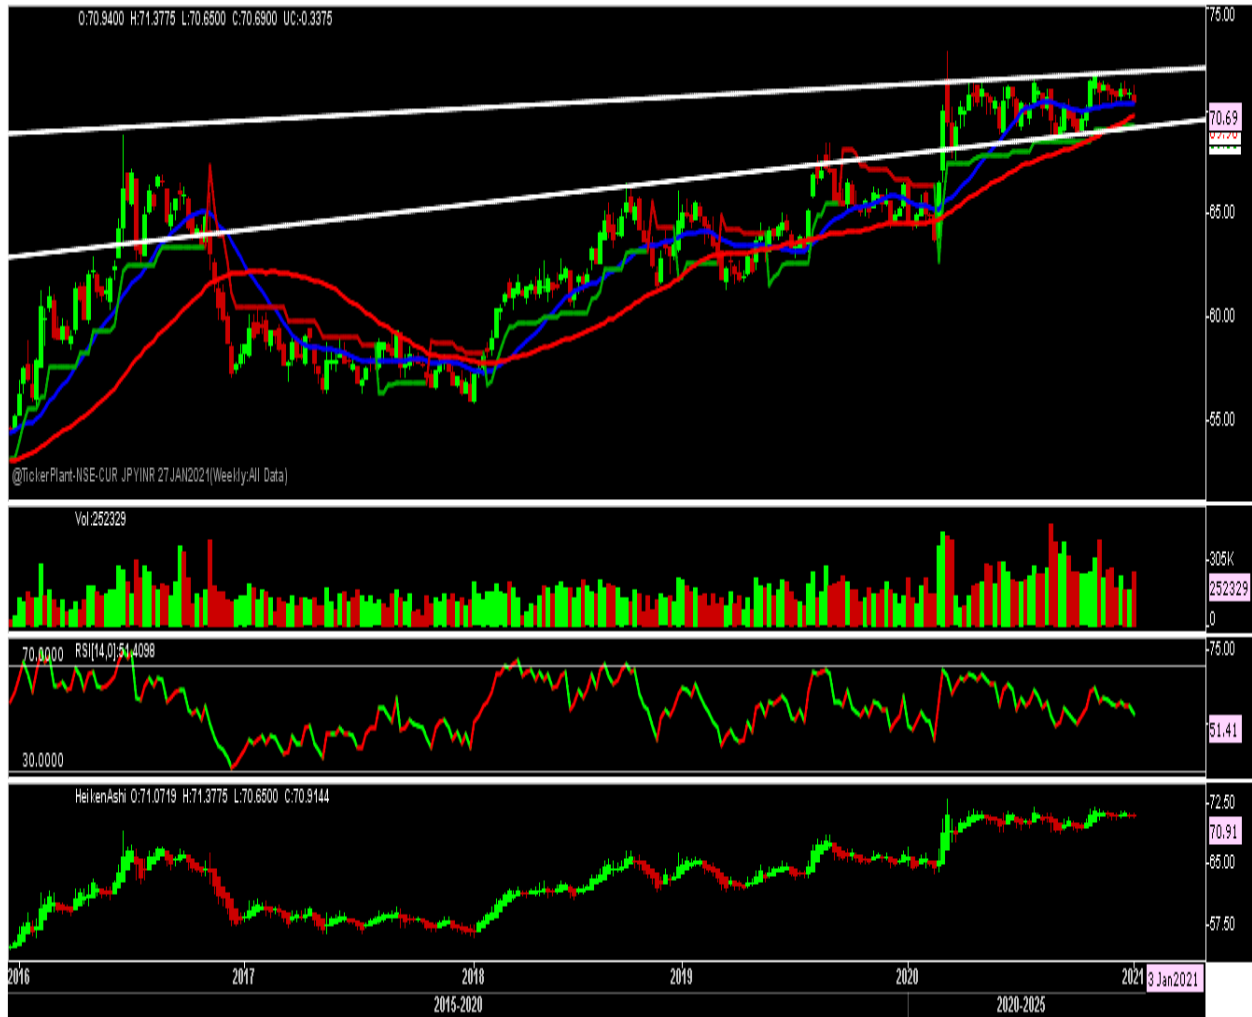 O:70.9400 H:71.3775 L:70.6500 C:70.6900 UC:-0.3375
75.00
70.69
65.00
60.00
55.00
@TickerPlant-NSE-CUR JPYINR 27JAN2021(Weekly:All Data)
Vol:252329
305K
252329
0
70.0000 RSI[14,0]:51.4098
75.00
51.41
30.0000
HeikenAshi O:71.0719 H:71.3775 L:70.6500 C:70.9144
72.50
70.91
65.00
57.50
2016 2017 2018 2019 2020 2021 3 Jan2021
2015-2020 2020-2025